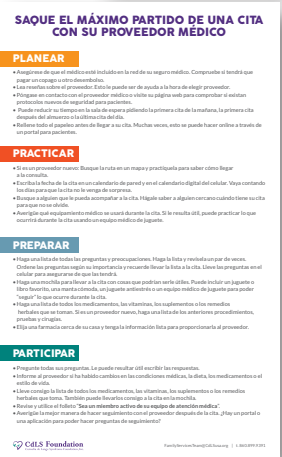 SAQUE EL MÁXIMO PARTIDO DE UNA CITA
CON SU PROVEEDOR MÉDICO
PLANEAR
• Asegúrese de que el médico esté incluido en la red de su seguro médico. Compruebe si tendrá que
pagar un copago u otro desembolso.
• Lea reseñas sobre el proveedor. Esto le puede ser de ayuda a la hora de elegir proveedor.
• Póngase en contacto con el proveedor médico o visite su página web para comprobar si existen
protocolos nuevos de seguridad para pacientes.
• Puede reducir su tiempo en la sala de espera pidiendo la primera cita de la mañana, la primera cita
después del almuerzo o la última cita del día.
• Rellene todo el papeleo antes de llegar a su cita. Muchas veces, esto se puede hacer online a través de
un portal para pacientes.
PRACTICAR
• Si es un proveedor nuevo: Busque la ruta en un mapa y practíquela para saber cómo llegar
a la consulta.
• Escriba la fecha de la cita en un calendario de pared y en el calendario digital del celular. Vaya contando
los días para que la cita no le venga de sorpresa.
• Busque a alguien que le pueda acompañar a la cita. Hágale saber a alguien cercano cuándo tiene su cita
para que no se olvide.
• Averigüe qué equipamiento médico se usará durante la cita. Si le resulta útil, puede practicar lo que
ocurrirá durante la cita usando un equipo médico de juguete.
PREPARAR
• Haga una lista de todas las preguntas y preocupaciones. Haga la lista y revísela un par de veces.
Ordene las preguntas según su importancia y recuerde llevar la lista a la cita. Lleve las preguntas en el
celular para asegurarse de que las tendrá.
• Haga una mochila para llevar a la cita con cosas que podrían serle útiles. Puede incluir un juguete o
libro favorito, una manta cómoda, un juguete antiestrés o un equipo médico de juguete para poder
"seguir" lo que ocurre durante la cita.
• Haga una lista de todos los medicamentos, las vitaminas, los suplementos o los remedios
herbales que se toman. Si es un proveedor nuevo, haga una lista de los anteriores procedimientos,
pruebas y cirugías.
• Elija una farmacia cerca de su casa y tenga la información lista para proporcionarla al proveedor.
PARTICIPAR
• Pregunte todas sus preguntas. Le puede resultar útil escribir las respuestas.
• Informe al proveedor si ha habido cambios en las condiciones médicas, la dieta, los medicamentos o el
estilo de vida.
• Lleve consigo la lista de todos los medicamentos, las vitaminas, los suplementos o los remedios
herbales que toma. También puede llevarlos consigo a la cita en la mochila.
• Revise y utilice el folleto "Sea un miembro activo de su equipo de atención médica".
• Averigüe la mejor manera de hacer seguimiento con el proveedor después de la cita. ¿Hay un portal o
una aplicación para poder hacer preguntas de seguimiento?
CdLS Foundation